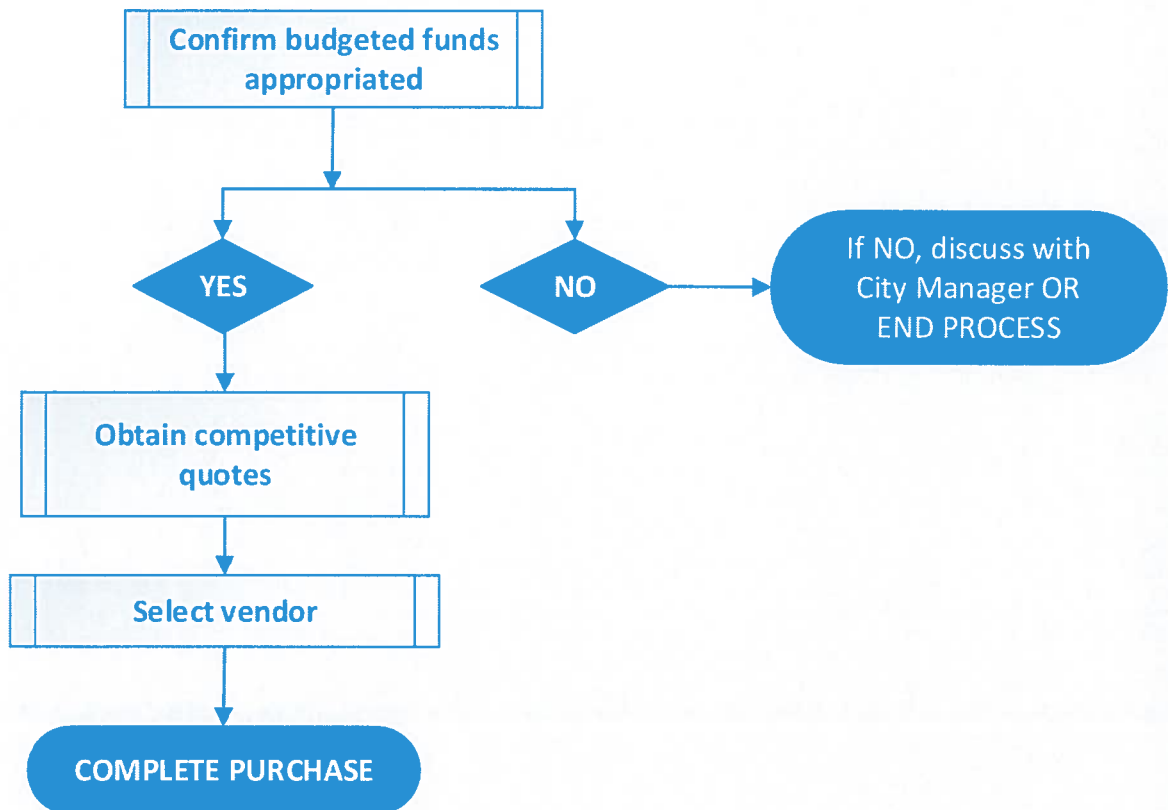 Confirm budgeted funds
appropriated
YES
NO
If NO, discuss with
City Manager OR
END PROCESS
Obtain competitive
quotes
Select vendor
COMPLETE PURCHASE